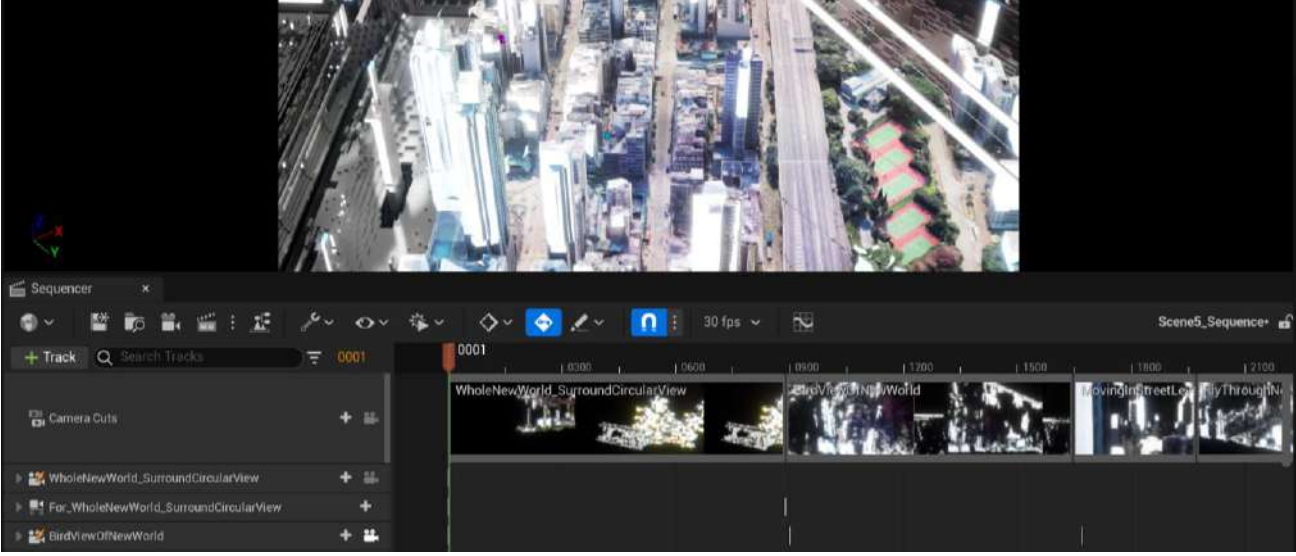 X
Y
Sequencer ×
30 fps
Scene5_Sequence*
+ Track
Search Tracks
0001
0001
0300
0600
0900
1200
1500
1800
2100
Camera Cuts
WholeNewWorld_SurroundCircularView
BirdViewOfNewWorld
WholeNewWorld_SurroundCircularView
For_WholeNewWorld_SurroundCircularView
BirdViewOfNewWorld